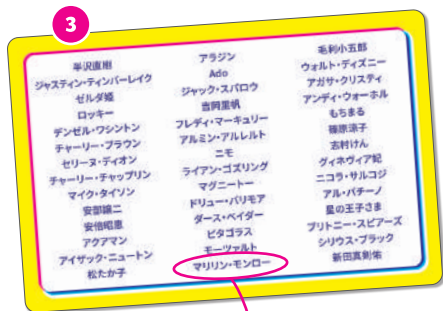 3
半沢直樹
ジャスティン・ティンバーレイク
ゼルダ姫
ロッキー
デンゼル・ワシントン
チャーリー・ブラウン
セリーヌ・ディオン
チャーリー・チャップリン
マイク・タイソン
安部譲二
安倍昭恵
アクアマン
アイザック・ニュートン
松たか子
アラジン
Ado
ジャック・スパロウ
吉岡里帆
フレディ・マーキュリー
アルミン・アルレルト
ニモ
ライアン・ゴズリング
マグニートー
ドリュー・バリモア
ダース・ベイダー
ピタゴラス
モーツァルト
マリリン・モンロー
毛利小五郎
ウォルト・ディズニー
アガサ・クリスティ
アンディ・ウォーホル
もちまる
篠原涼子
志村けん
グィネヴィア妃
ニコラ・サルコジ
アル・パチーノ
星の王子さま
ブリトニー・スピアーズ
シリウス・ブラック
新田真剣佑